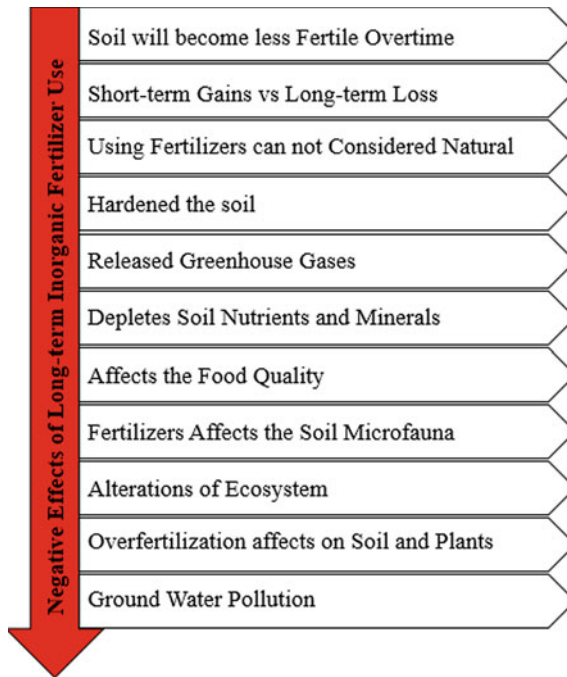 Negative Effects of Long-term Inorganic Fertilizer Use
Soil will become less Fertile Overtime
Short-term Gains vs Long-term Loss
Using Fertilizers can not Considered Natural
Hardened the soil
Released Greenhouse Gases
Depletes Soil Nutrients and Minerals
Affects the Food Quality
Fertilizers Affects the Soil Microfauna
Alterations of Ecosystem
Overfertilization affects on Soil and Plants
Ground Water Pollution